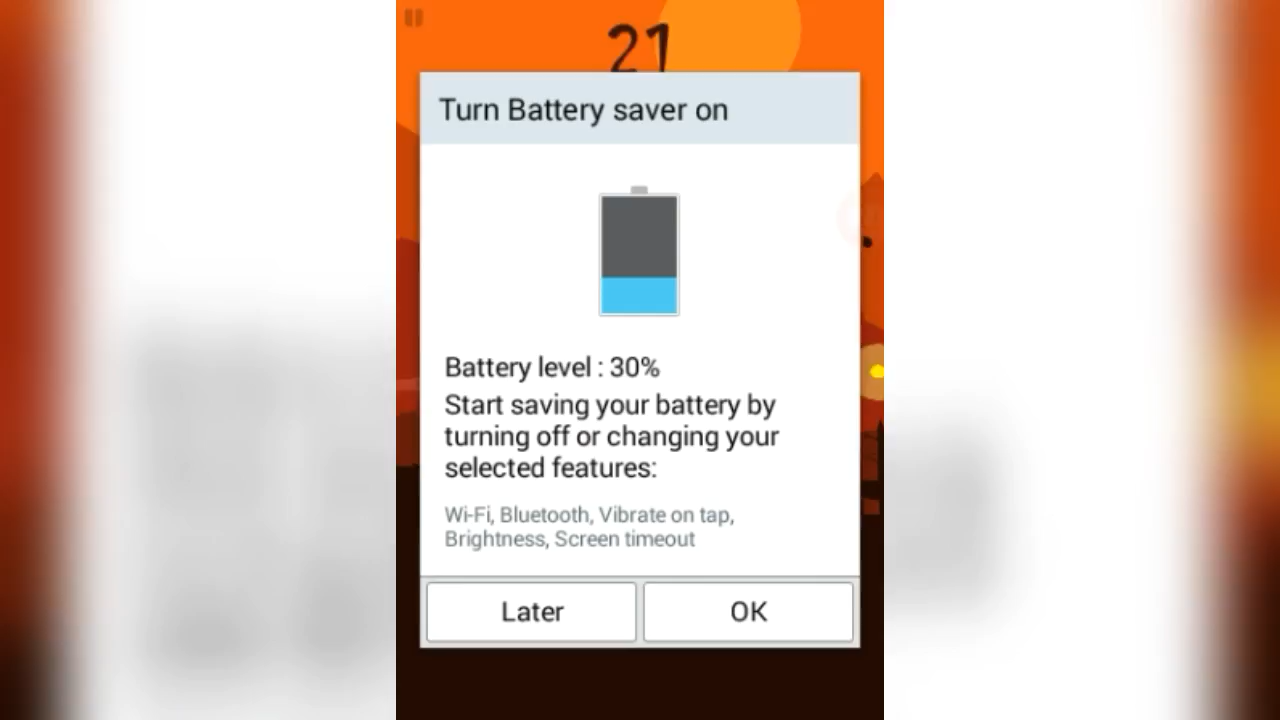 21
Turn Battery saver on
Battery level : 30%
Start saving your battery by
turning off or changing your
selected features:
Wi-Fi, Bluetooth, Vibrate on tap,
Brightness, Screen timeout
Later
OK